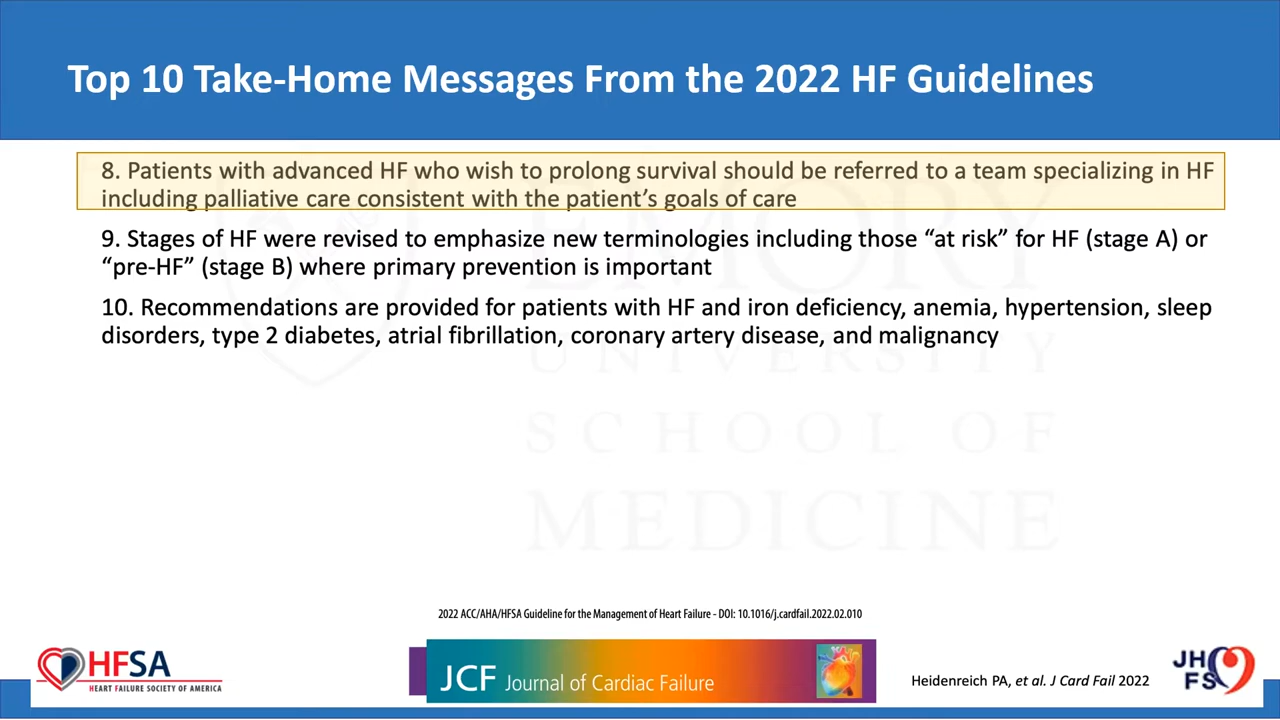 Top 10 Take-Home Messages From the 2022 HF Guidelines
8. Patients with advanced HF who wish to prolong survival should be referred to a team specializing in HF
including palliative care consistent with the patient’s goals of care
9. Stages of HF were revised to emphasize new terminologies including those “at risk” for HF (stage A) or
“pre-HF” (stage B) where primary prevention is important
10. Recommendations are provided for patients with HF and iron deficiency, anemia, hypertension, sleep
disorders, type 2 diabetes, atrial fibrillation, coronary artery disease, and malignancy
EMORY
UNIVERSITY
SCHOOL OF
MEDICINE
2022 ACC/AHA/HFSA Guideline for the Management of Heart Failure - DOI: 10.1016/j.cardfail.2022.02.010
HFSA
HEART FAILURE SOCIETY OF AMERICA
JCF Journal of Cardiac Failure
Heidenreich PA, et al. J Card Fail 2022
JH
FS